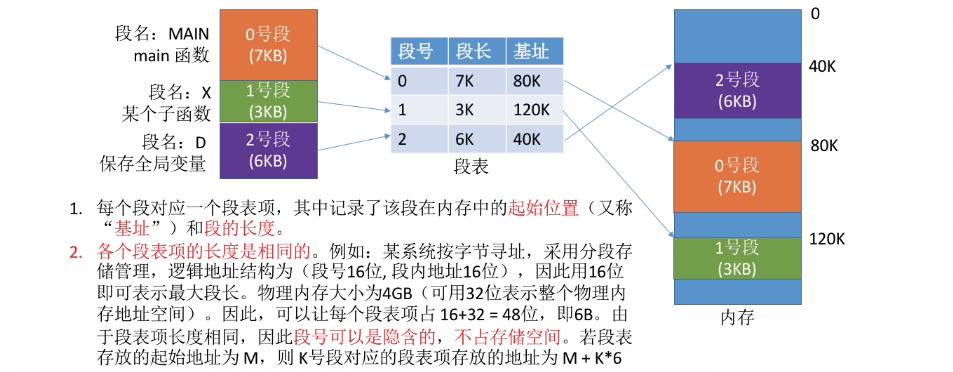 段名：MAIN
main 函数
0号段
(7KB)
段名：X
某个子函数
1号段
(3KB)
段名：D
保存全局变量
2号段
(6KB)
段号 段长 基址
0 7K 80K
1 3K 120K
2 6K 40K
段表
0
40K
2号段
(6KB)
80K
0号段
(7KB)
120K
1号段
(3KB)
内存
1. 每个段对应一个段表项，其中记录了该段在内存中的起始位置（又称
“基址”）和段的长度。
2. 各个段表项的长度是相同的。例如：某系统按字节寻址，采用分段存
储管理，逻辑地址结构为（段号16位, 段内地址16位），因此用16位
即可表示最大段长。物理内存大小为4GB（可用32位表示整个物理内
存地址空间）。因此，可以让每个段表项占 16+32 = 48位，即6B。由
于段表项长度相同，因此段号可以是隐含的，不占存储空间。若段表
存放的起始地址为 M，则 K号段对应的段表项存放的地址为 M + K*6